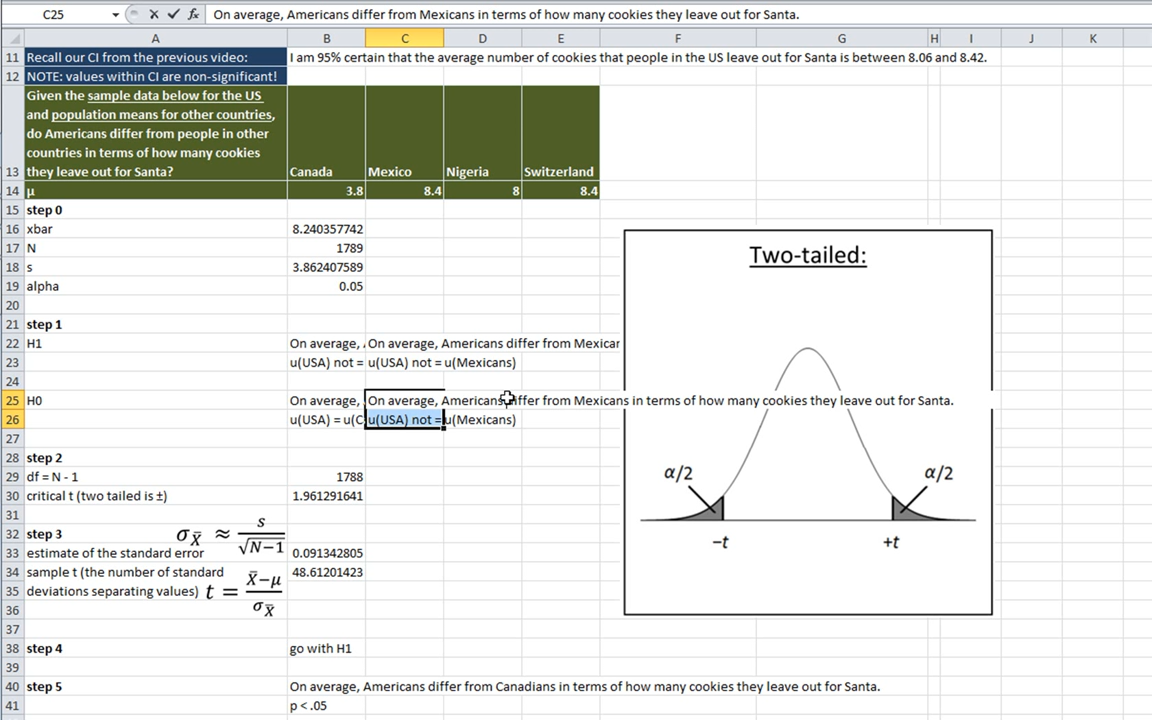 C25 fx On average, Americans differ from Mexicans in terms of how many cookies they leave out for Santa.
A B C D E F G H I J K
11 Recall our CI from the previous video: I am 95% certain that the average number of cookies that people in the US leave out for Santa is between 8.06 and 8.42.
12 NOTE: values within CI are non-significant!
Given the sample data below for the US
and population means for other countries,
do Americans differ from people in other
countries in terms of how many cookies
13 they leave out for Santa? Canada Mexico Nigeria Switzerland
14 μ 3.8 8.4 8 8.4
15 step 0
16 xbar 8.240357742
17 N 1789
18 s 3.862407589
19 alpha 0.05
20
21 step 1
22 H1 On average, On average, Americans differ from Mexican
23 u(USA) not = u(USA) not = u(Mexicans)
24
25 H0 On average, On average, Americans differ from Mexicans in terms of how many cookies they leave out for Santa.
26 u(USA) = u(C u(USA) not = u(Mexicans)
27
28 step 2
29 df = N - 1 1788
30 critical t (two tailed is ±) 1.961291641
31
32 step 3 σX̄ ≈ s/√N−1
33 estimate of the standard error 0.091342805
34 sample t (the number of standard 48.61201423
35 deviations separating values) t = X̄−μ/σX̄
36
37
38 step 4 go with H1
39
40 step 5 On average, Americans differ from Canadians in terms of how many cookies they leave out for Santa.
41 p < .05
Two-tailed:
α/2 α/2
−t +t